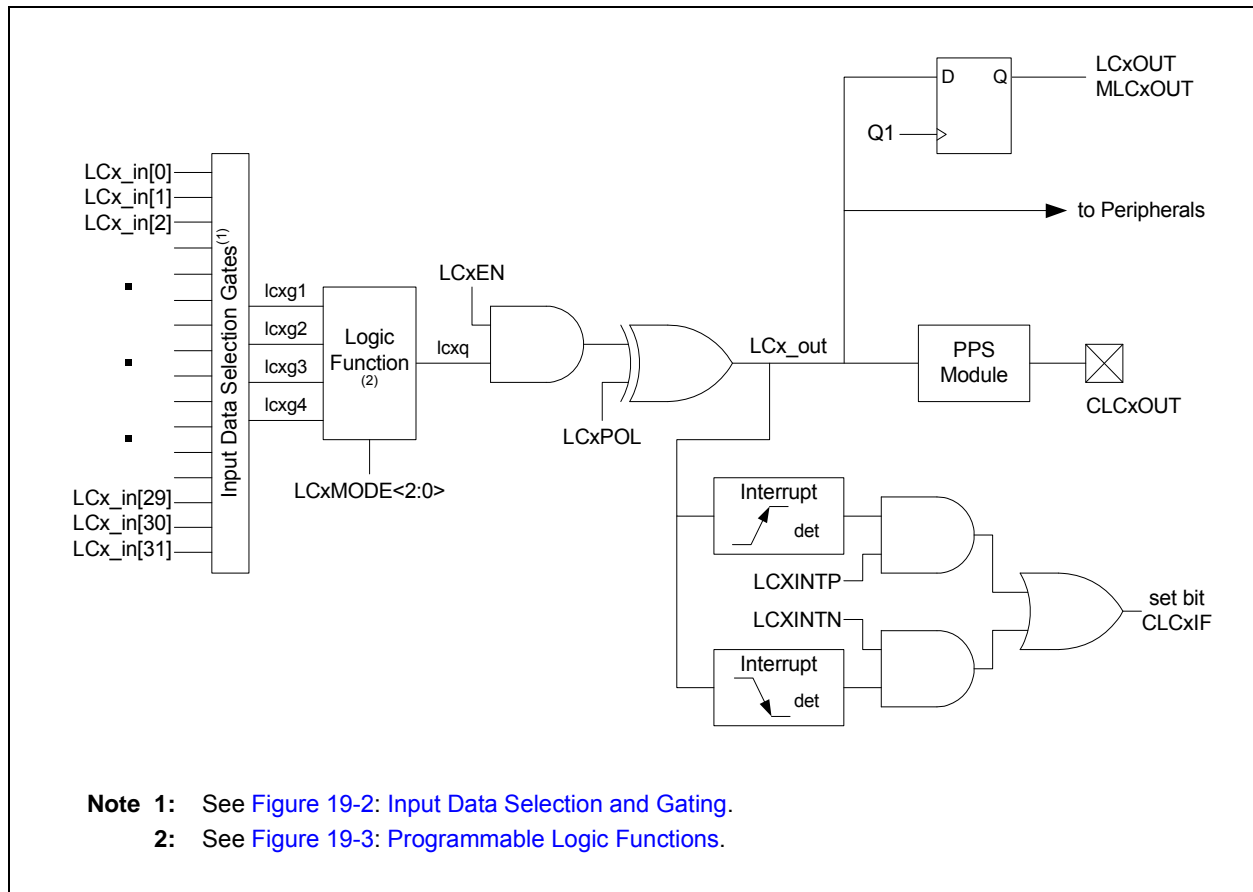 LCx_in[0]
LCx_in[1]
LCx_in[2]
LCx_in[29]
LCx_in[30]
LCx_in[31]
Input Data Selection Gates(1)
lcxg1
lcxg2
lcxg3
lcxg4
Logic
Function
(2)
LCxMODE<2:0>
lcxq
LCxEN
LCxPOL
LCx_out
D
Q
Q1
LCxOUT
MLCxOUT
to Peripherals
PPS
Module
CLCxOUT
Interrupt
det
LCXINTP
LCXINTN
Interrupt
det
set bit
CLCxIF
Note 1: See Figure 19-2: Input Data Selection and Gating.
2: See Figure 19-3: Programmable Logic Functions.